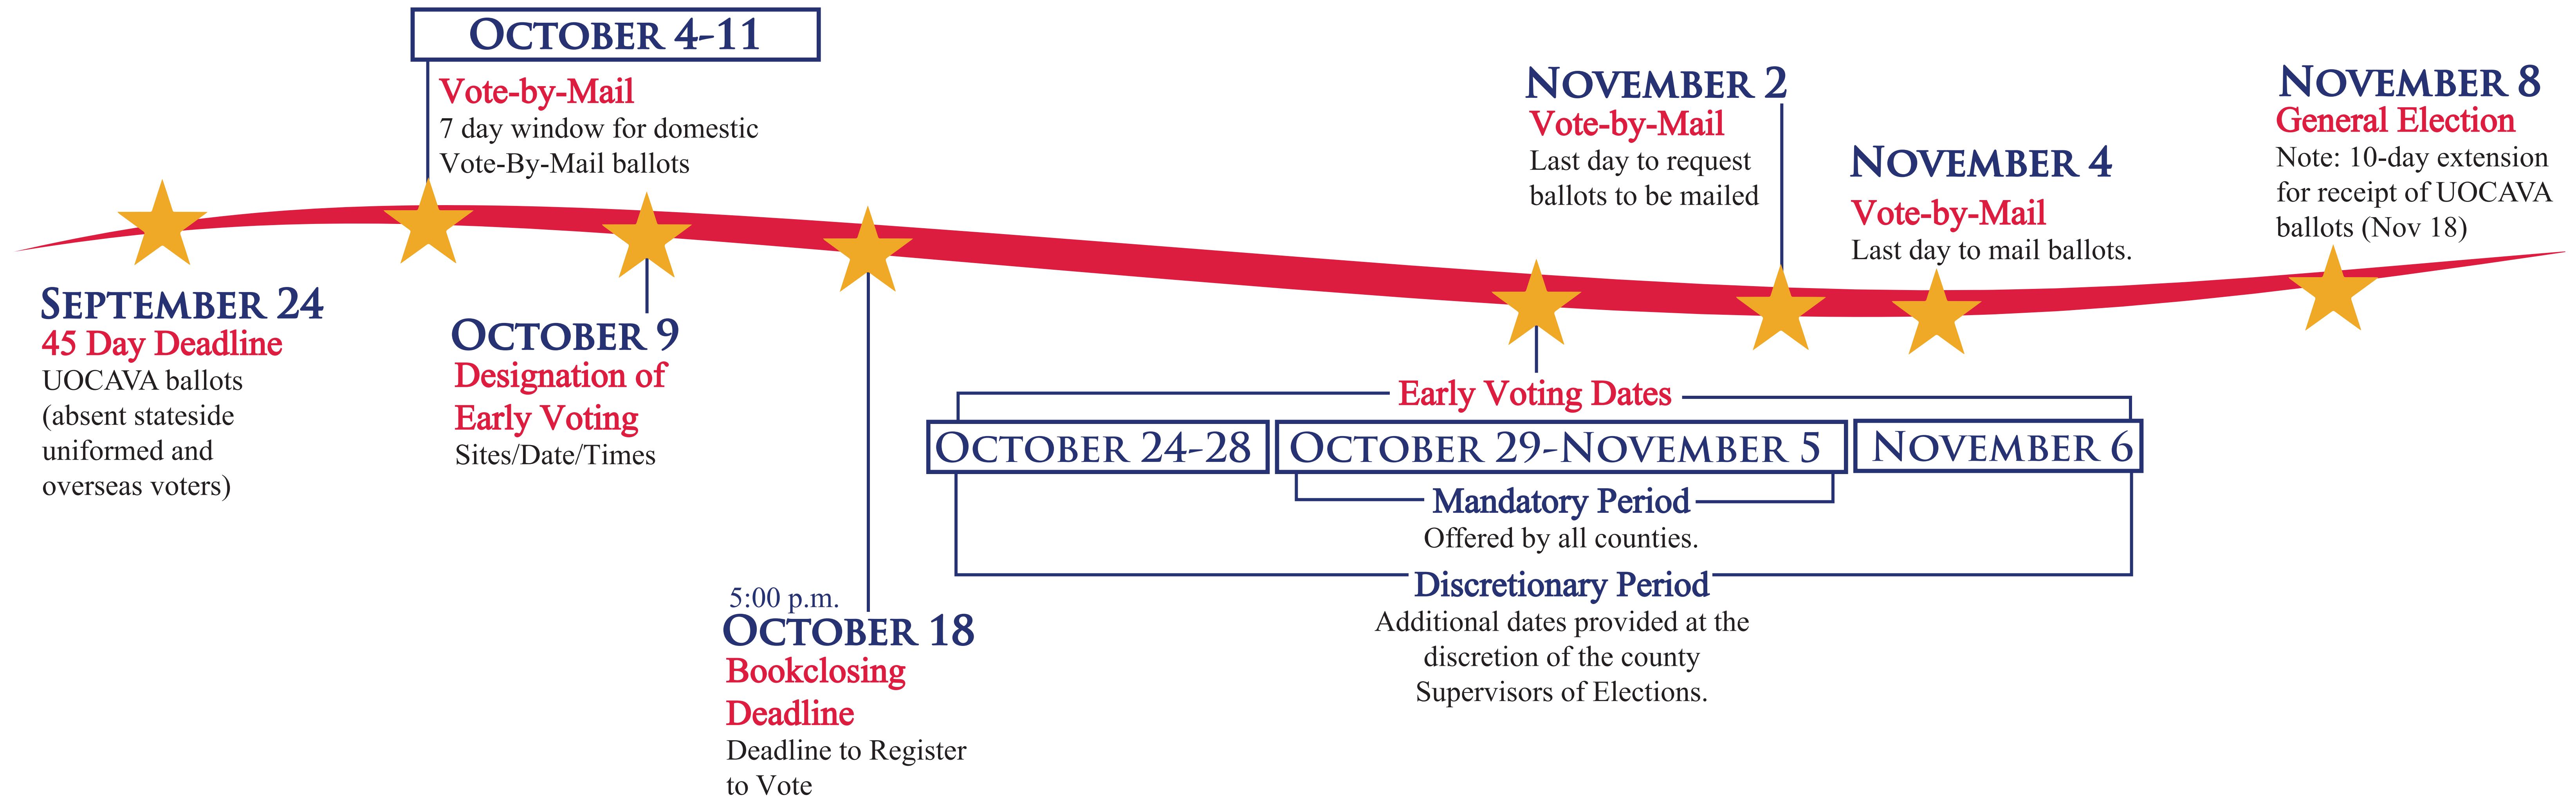 OCTOBER 4-11
Vote-by-Mail
7 day window for domestic
Vote-By-Mail ballots
SEPTEMBER 24
45 Day Deadline
UOCAVA ballots
(absent stateside
uniformed and
overseas voters)
OCTOBER 9
Designation of
Early Voting
Sites/Date/Times
5:00 p.m.
OCTOBER 18
Bookclosing
Deadline
Deadline to Register
to Vote
Early Voting Dates
OCTOBER 24-28
OCTOBER 29-NOVEMBER 5
NOVEMBER 6
Mandatory Period
Offered by all counties.
Discretionary Period
Additional dates provided at the
discretion of the county
Supervisors of Elections.
NOVEMBER 2
Vote-by-Mail
Last day to request
ballots to be mailed
NOVEMBER 4
Vote-by-Mail
Last day to mail ballots.
NOVEMBER 8
General Election
Note: 10-day extension
for receipt of UOCAVA
ballots (Nov 18)